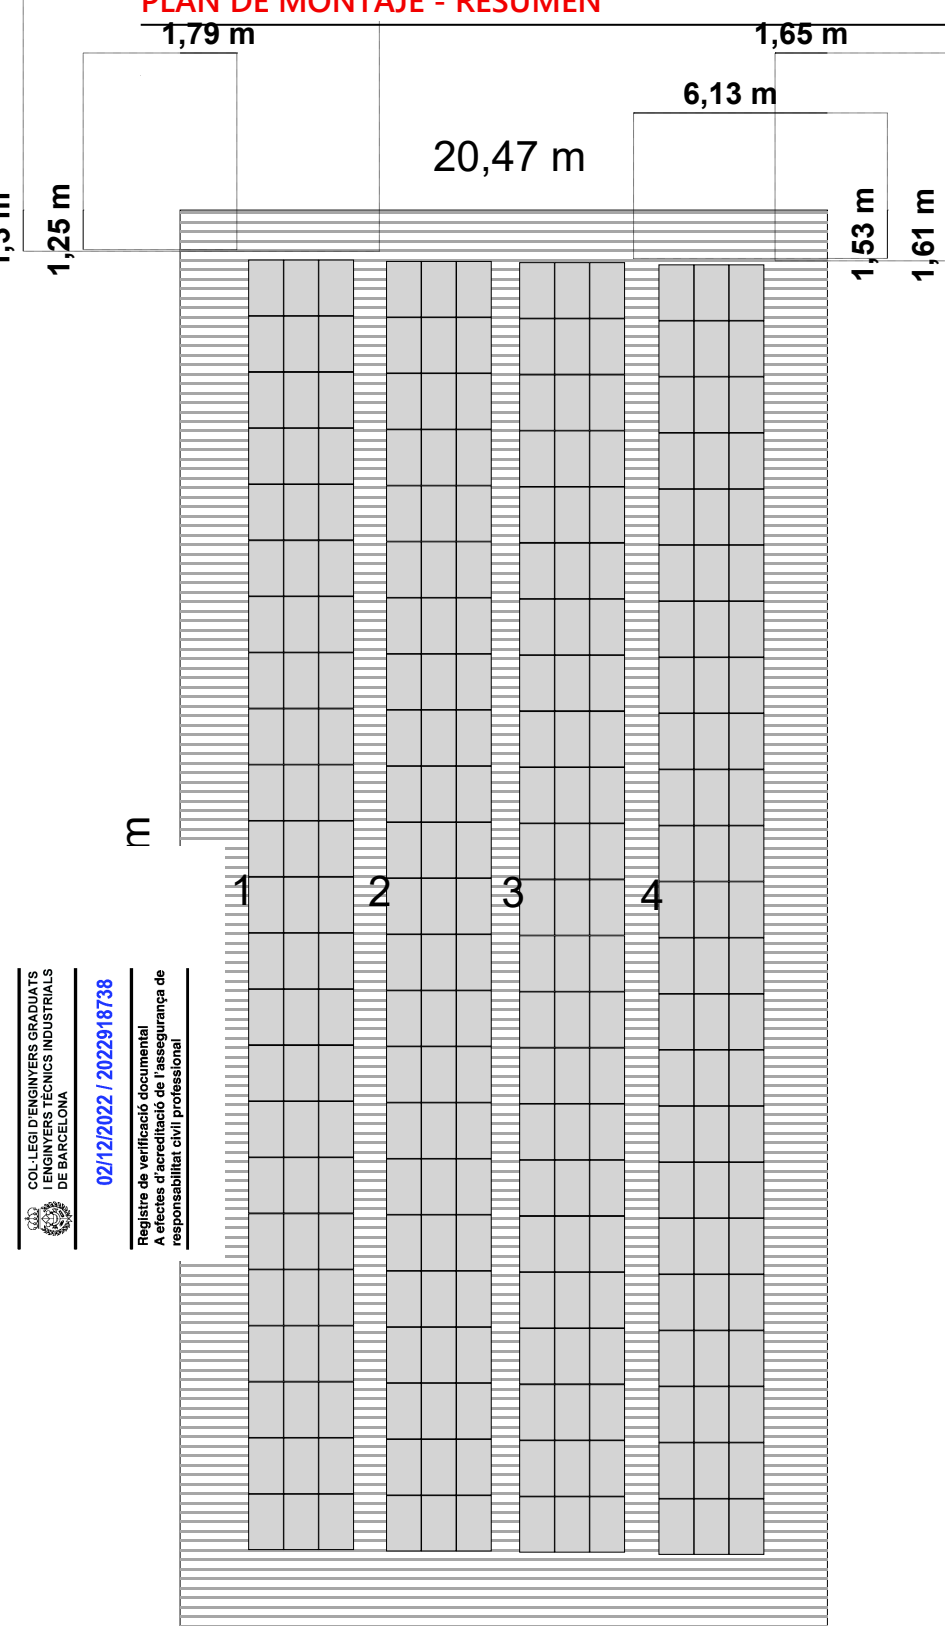 PLAN DE MONTAJE - RESUMEN
1,79 m
1,65 m
6,13 m
20,47 m
1,25 m
1,53 m
1,61 m
m
1
2
3
4
COL·LEGI D'ENGINYERS GRADUATS
I ENGINYERS TÈCNICS INDUSTRIALS
DE BARCELONA
02/12/2022 / 2022918738
Registre de verificació documental
A efectes d'acreditació de l'assegurança de
responsabilitat civil professional